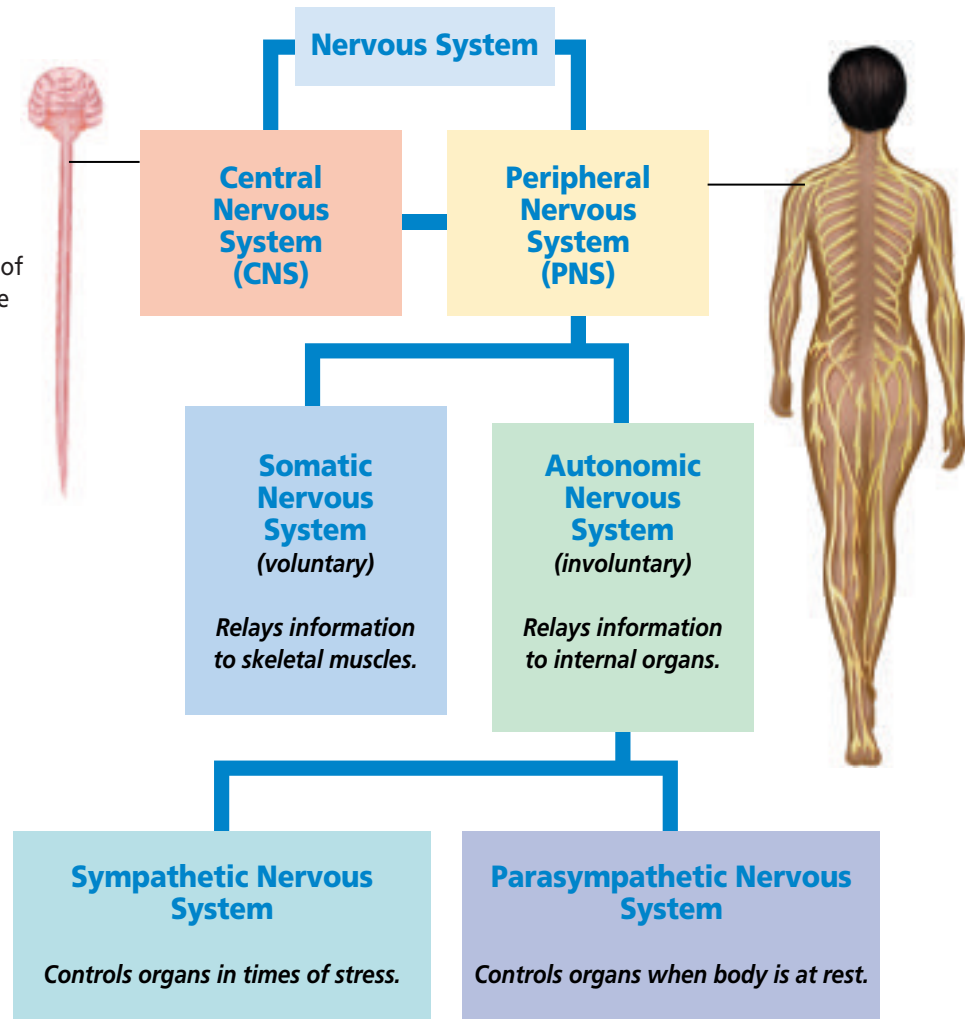 Nervous System
Central
Nervous
System
(CNS)
Peripheral
Nervous
System
(PNS)
of
e
Somatic
Nervous
System
(voluntary)
Relays information
to skeletal muscles.
Autonomic
Nervous
System
(involuntary)
Relays information
to internal organs.
Sympathetic Nervous
System
Controls organs in times of stress.
Parasympathetic Nervous
System
Controls organs when body is at rest.